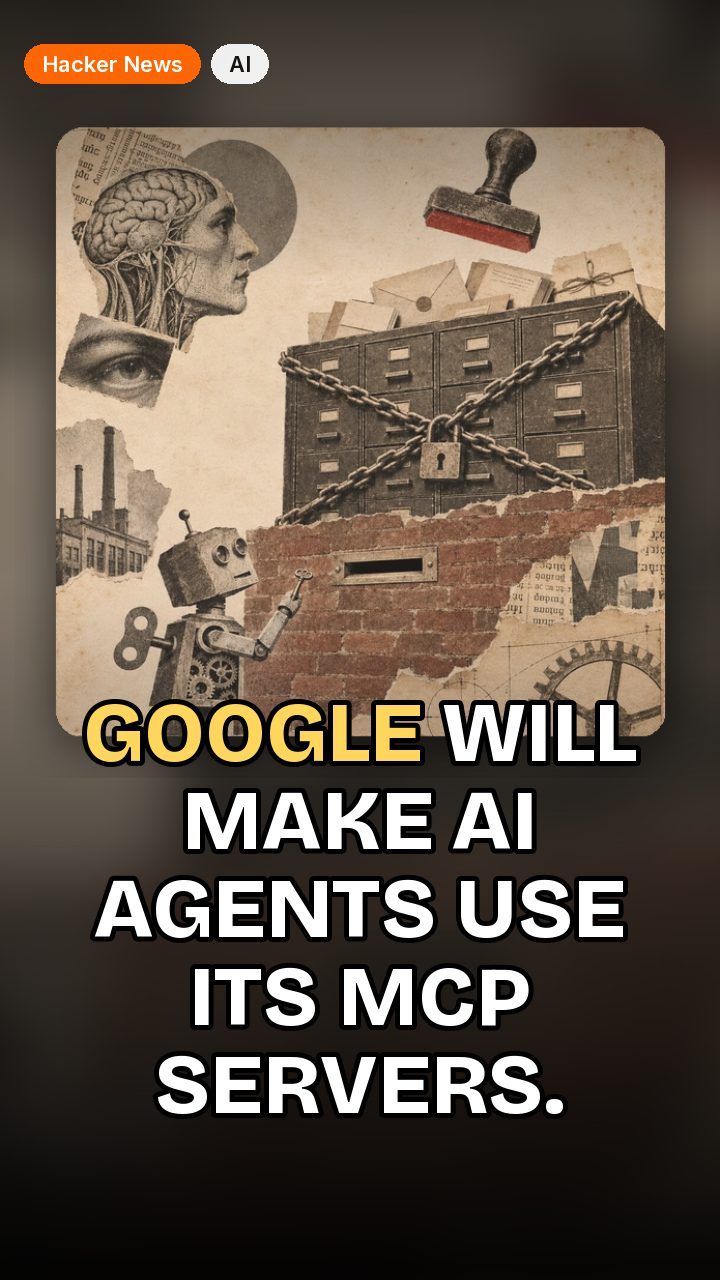 Hacker News AI
GOOGLE WILL
MAKE AI
AGENTS USE
ITS MCP
SERVERS.